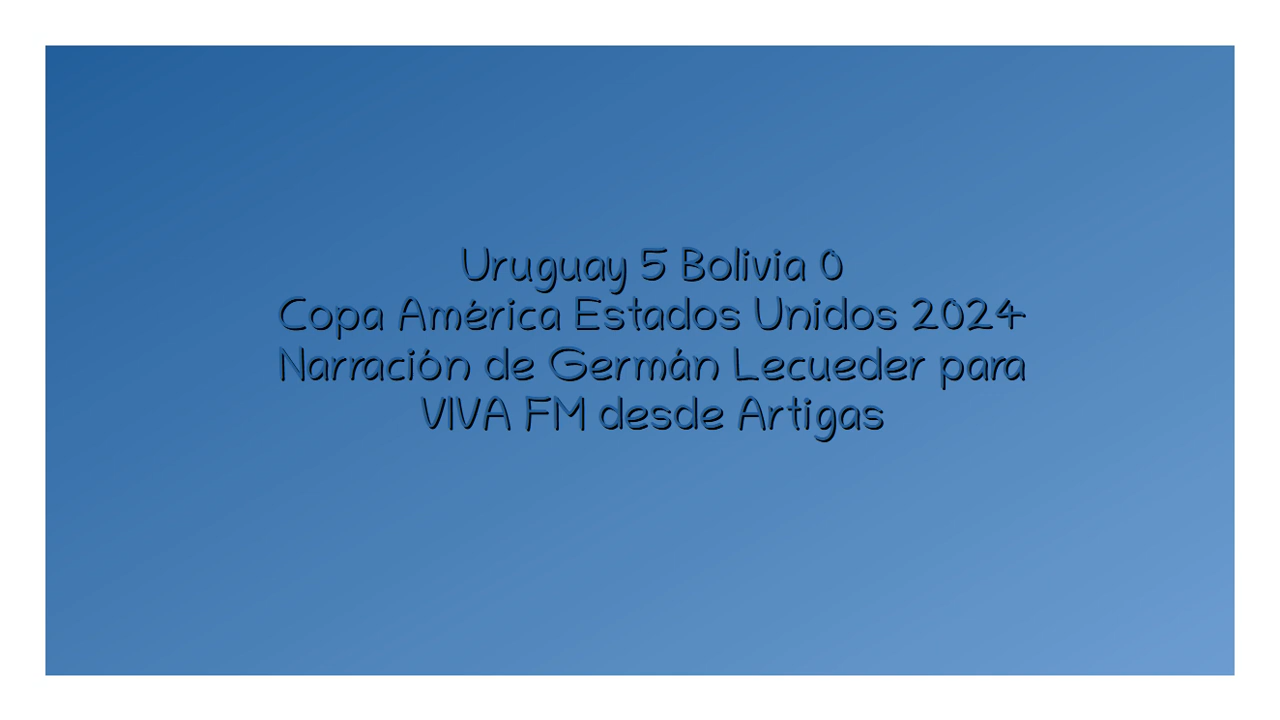 Uruguay 5 Bolivia 0
Copa América Estados Unidos 2024
Narración de Germán Lecueder para
VIVA FM desde Artigas